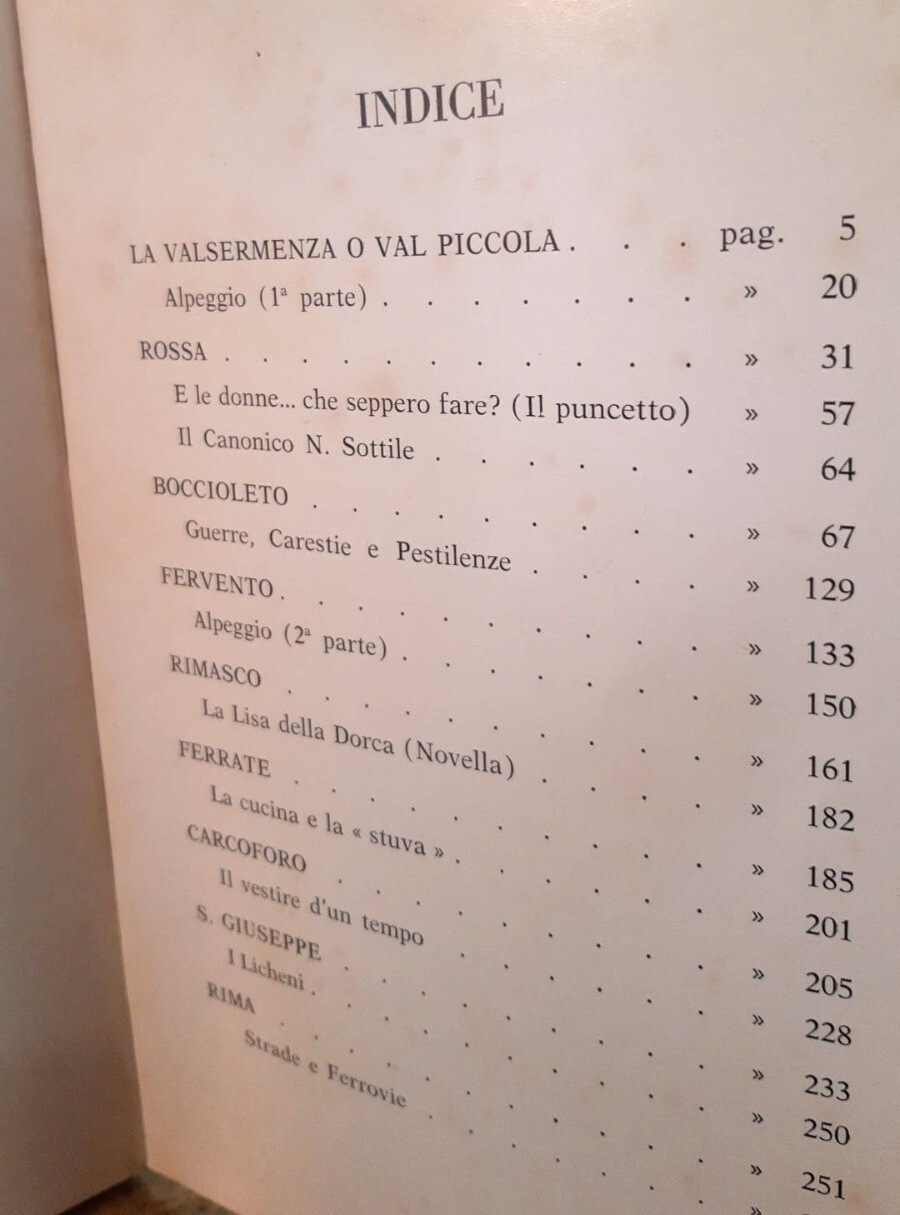 INDICE
LA VALSERMENZA O VAL PICCOLA . . . pag. 5
Alpeggio (1ª parte) . . . . . . . » 20
ROSSA . . . . . . . . . . . » 31
E le donne... che seppero fare? (Il puncetto) » 57
Il Canonico N. Sottile . . . . . . » 64
BOCCIOLETO . . . . . . . . . » 67
Guerre, Carestie e Pestilenze . . . . » 129
FERVENTO . . . . . . . . . . » 133
Alpeggio (2ª parte) . . . . . . . » 150
RIMASCO . . . . . . . . . . » 161
La Lisa della Dorca (Novella) . . . . » 182
FERRATE . . . . . . . . . . » 185
La cucina e la « stuva » . . . . . . » 201
CARCOFORO . . . . . . . . . » 205
Il vestire d'un tempo . . . . . . » 228
S. GIUSEPPE . . . . . . . . . » 233
I Licheni . . . . . . . . . » 250
RIMA . . . . . . . . . . » 251
Strade e Ferrovie . . . . . . . »